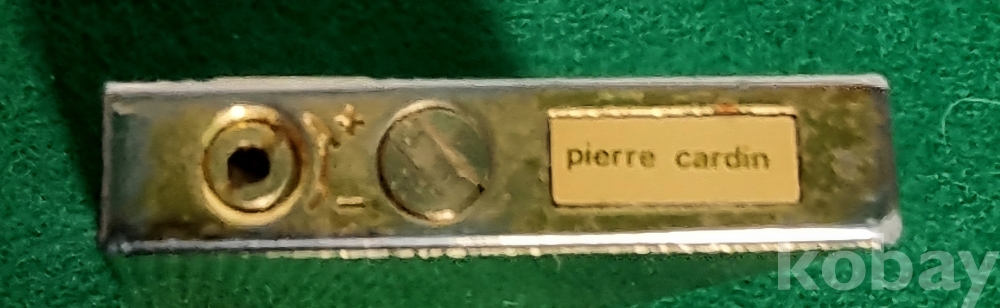 +
−
pierre cardin
kobay